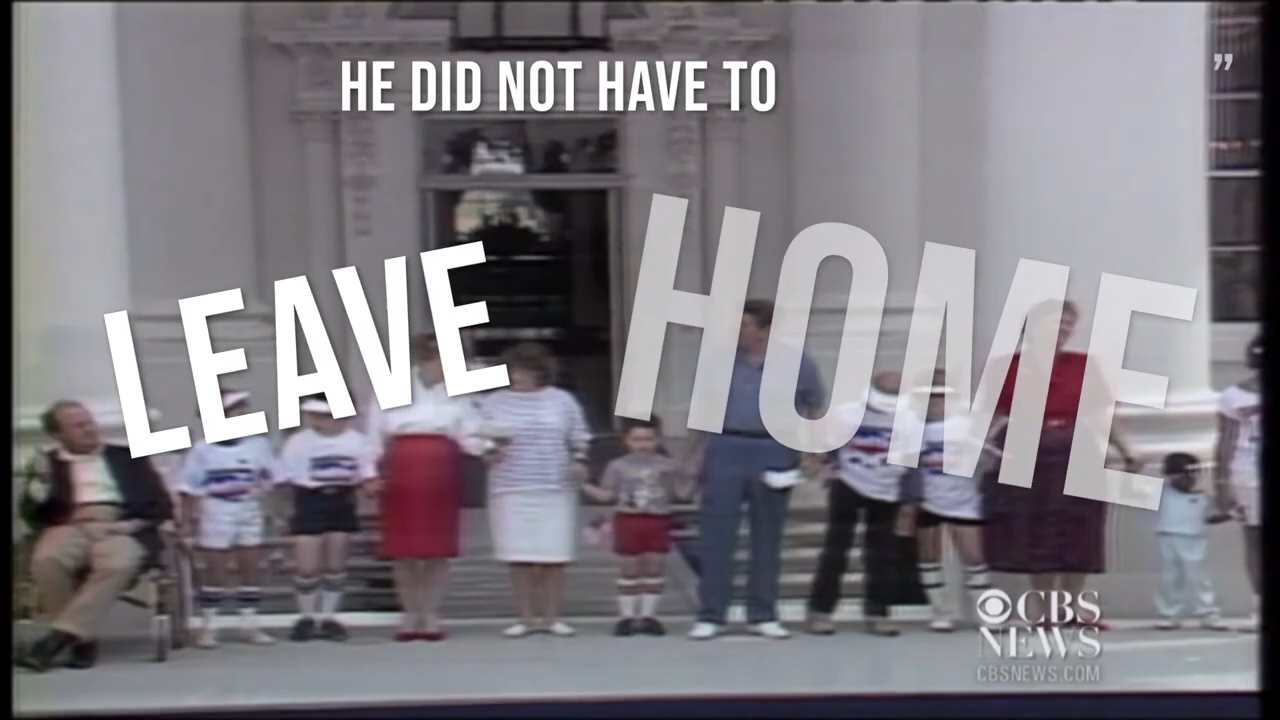 HE DID NOT HAVE TO
”
LEAVE HOME
CBS
NEWS
CBSNEWS.COM